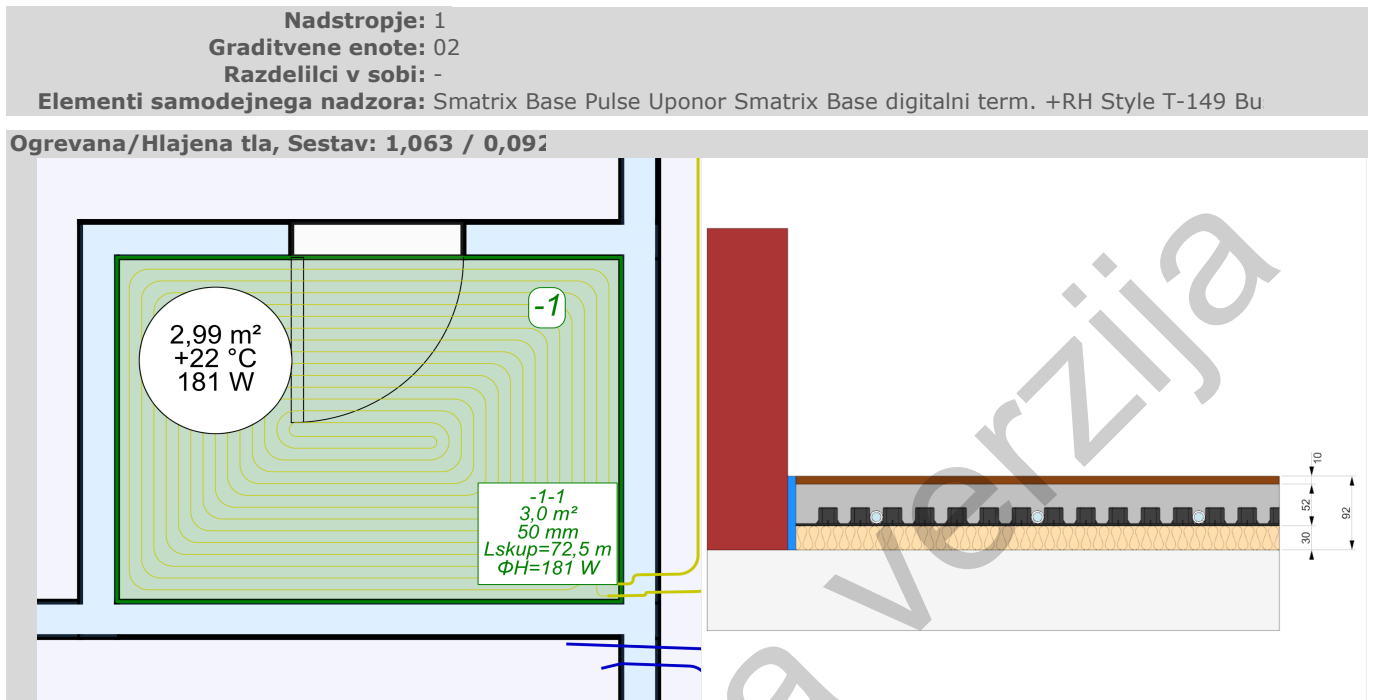 Nadstropje: 1
Graditvene enote: 02
Razdelilci v sobi: -
Elementi samodejnega nadzora: Smatrix Base Pulse Uponor Smatrix Base digitalni term. +RH Style T-149 Bu
Ogrevana/Hlajena tla, Sestav: 1,063 / 0,092
2,99 m²
+22 °C
181 W
-1
-1-1
3,0 m²
50 mm
Lskup=72,5 m
ΦH=181 W
10
52
30
92
a verzija